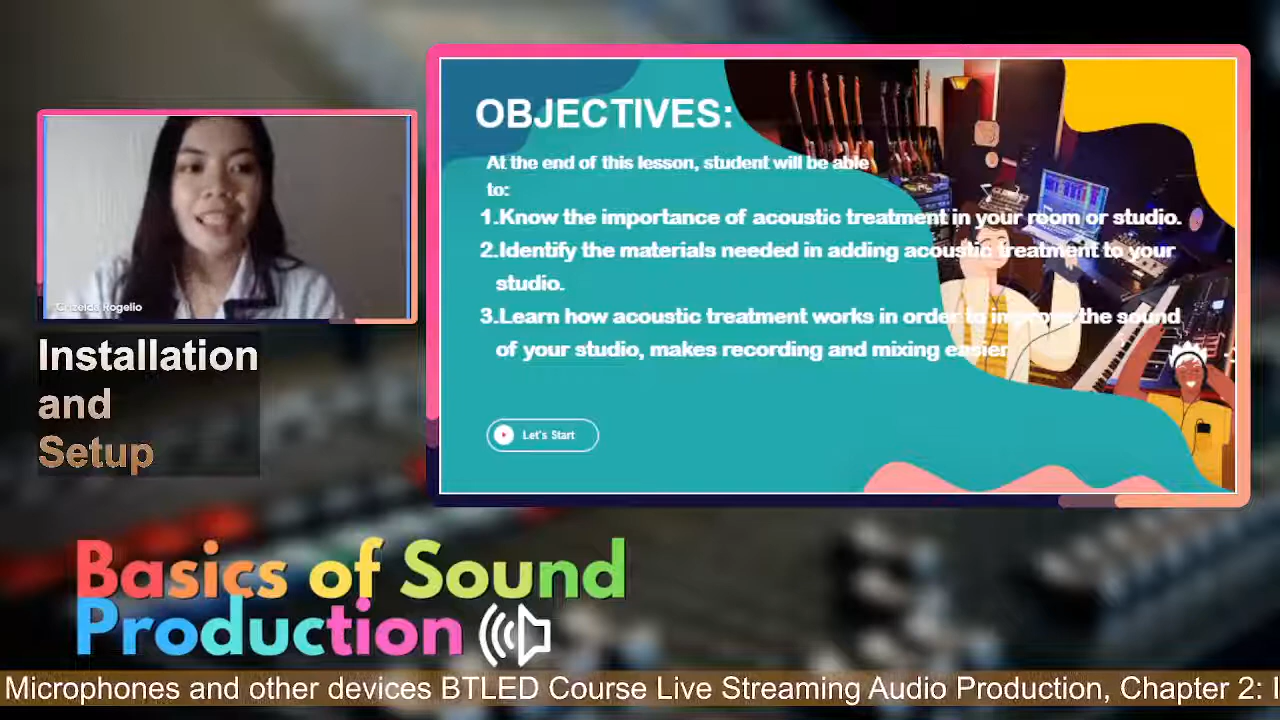 OBJECTIVES:
At the end of this lesson, student will be able
to:
1.Know the importance of acoustic treatment in your room or studio.
2.Identify the materials needed in adding acoustic treatment to your
studio.
3.Learn how acoustic treatment works in order to improve the sound
of your studio, makes recording and mixing easier
Let's Start
Rogelio
Installation
and
Setup
Basics of Sound
Production
Microphones and other devices BTLED Course Live Streaming Audio Production, Chapter 2: